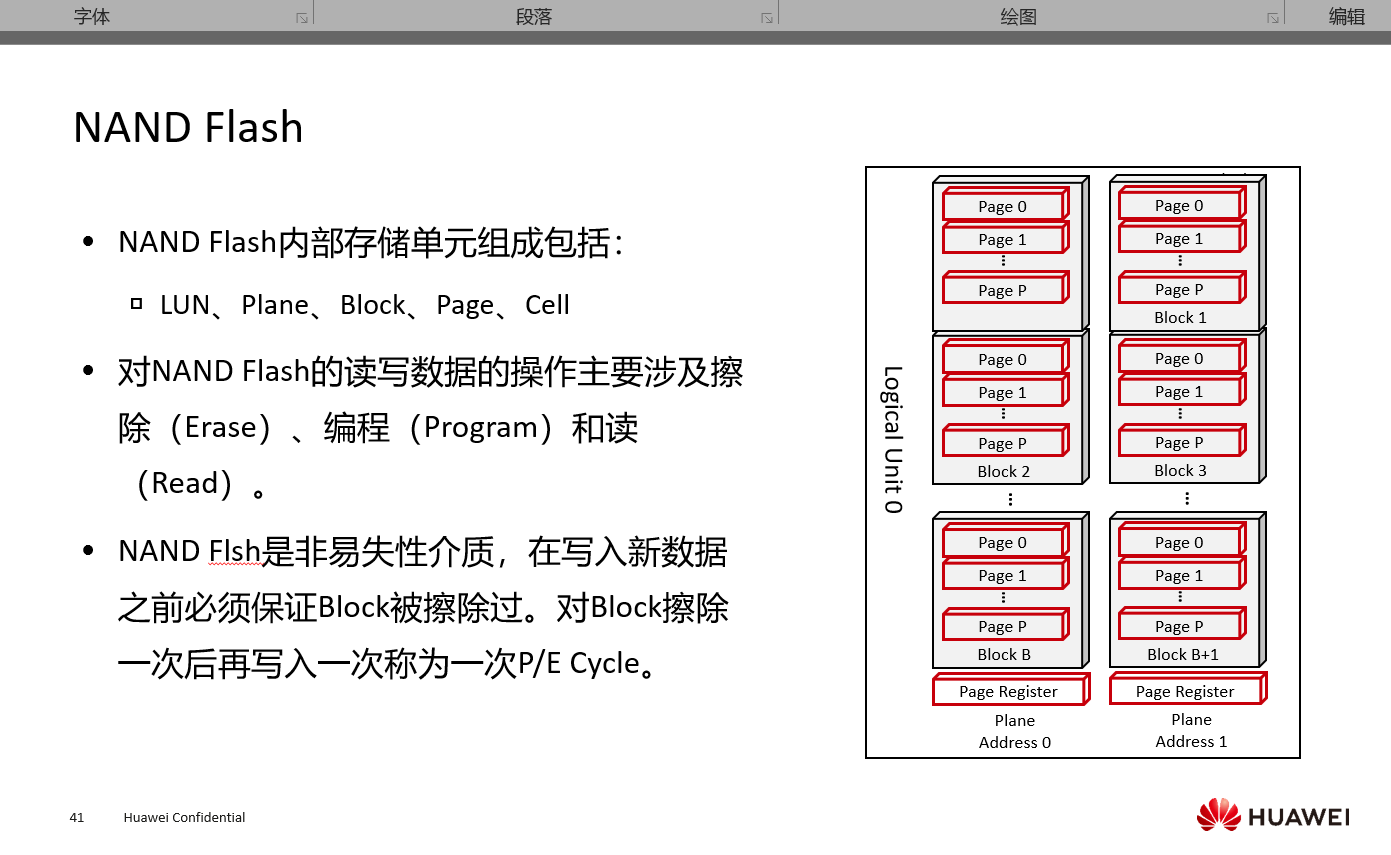 字体 段落 绘图 编辑
NAND Flash
• NAND Flash内部存储单元组成包括：
LUN、Plane、Block、Page、Cell
• 对NAND Flash的读写数据的操作主要涉及擦
除（Erase）、编程（Program）和读
（Read）。
• NAND Flsh是非易失性介质，在写入新数据
之前必须保证Block被擦除过。对Block擦除
一次后再写入一次称为一次P/E Cycle。
Logical Unit 0
Page 0
Page 1
⋮
Page P
Page 0
Page 1
⋮
Page P
Block 1
Page 0
Page 1
⋮
Page P
Block 2
Page 0
Page 1
⋮
Page P
Block 3
⋮
⋮
Page 0
Page 1
⋮
Page P
Block B
Page 0
Page 1
⋮
Page P
Block B+1
Page Register
Page Register
Plane
Address 0
Plane
Address 1
41 Huawei Confidential
HUAWEI